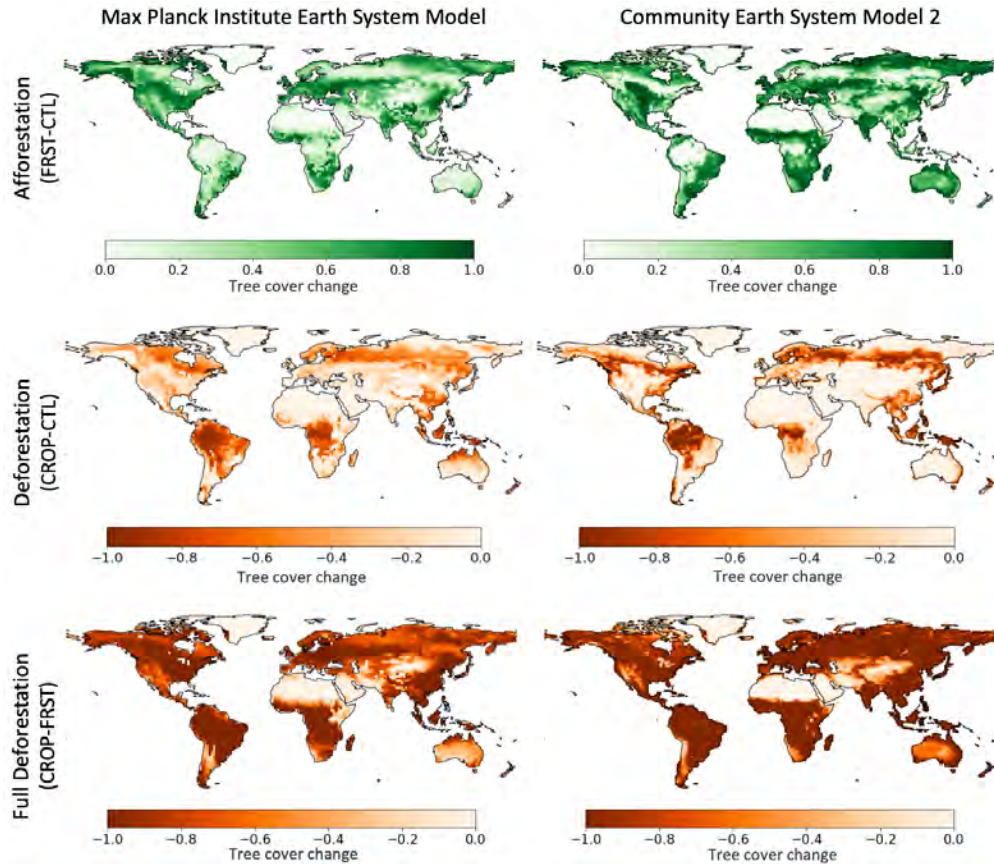 Max Planck Institute Earth System Model
Community Earth System Model 2
Afforestation
(FRST-CTL)
0.0 0.2 0.4 0.6 0.8 1.0
Tree cover change
0.0 0.2 0.4 0.6 0.8 1.0
Tree cover change
Deforestation
(CROP-CTL)
−1.0 −0.8 −0.6 −0.4 −0.2 0.0
Tree cover change
−1.0 −0.8 −0.6 −0.4 −0.2 0.0
Tree cover change
Full Deforestation
(CROP-FRST)
−1.0 −0.8 −0.6 −0.4 −0.2 0.0
Tree cover change
−1.0 −0.8 −0.6 −0.4 −0.2 0.0
Tree cover change